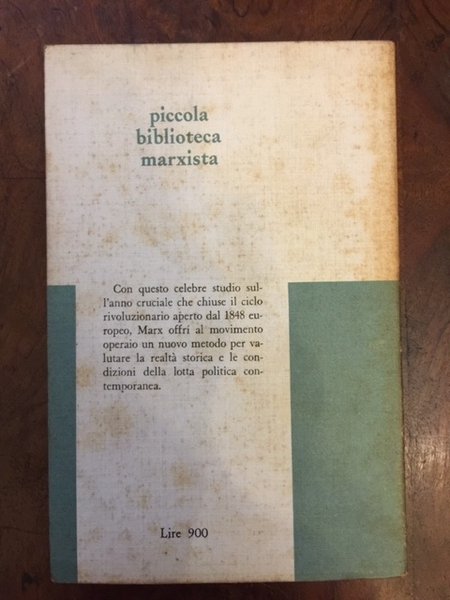 piccola
biblioteca
marxista
Con questo celebre studio sul-
l'anno cruciale che chiuse il ciclo
rivoluzionario aperto dal 1848 eu-
ropeo, Marx offrì al movimento
operaio un nuovo metodo per va-
lutare la realtà storica e le con-
dizioni della lotta politica con-
temporanea.
Lire 900